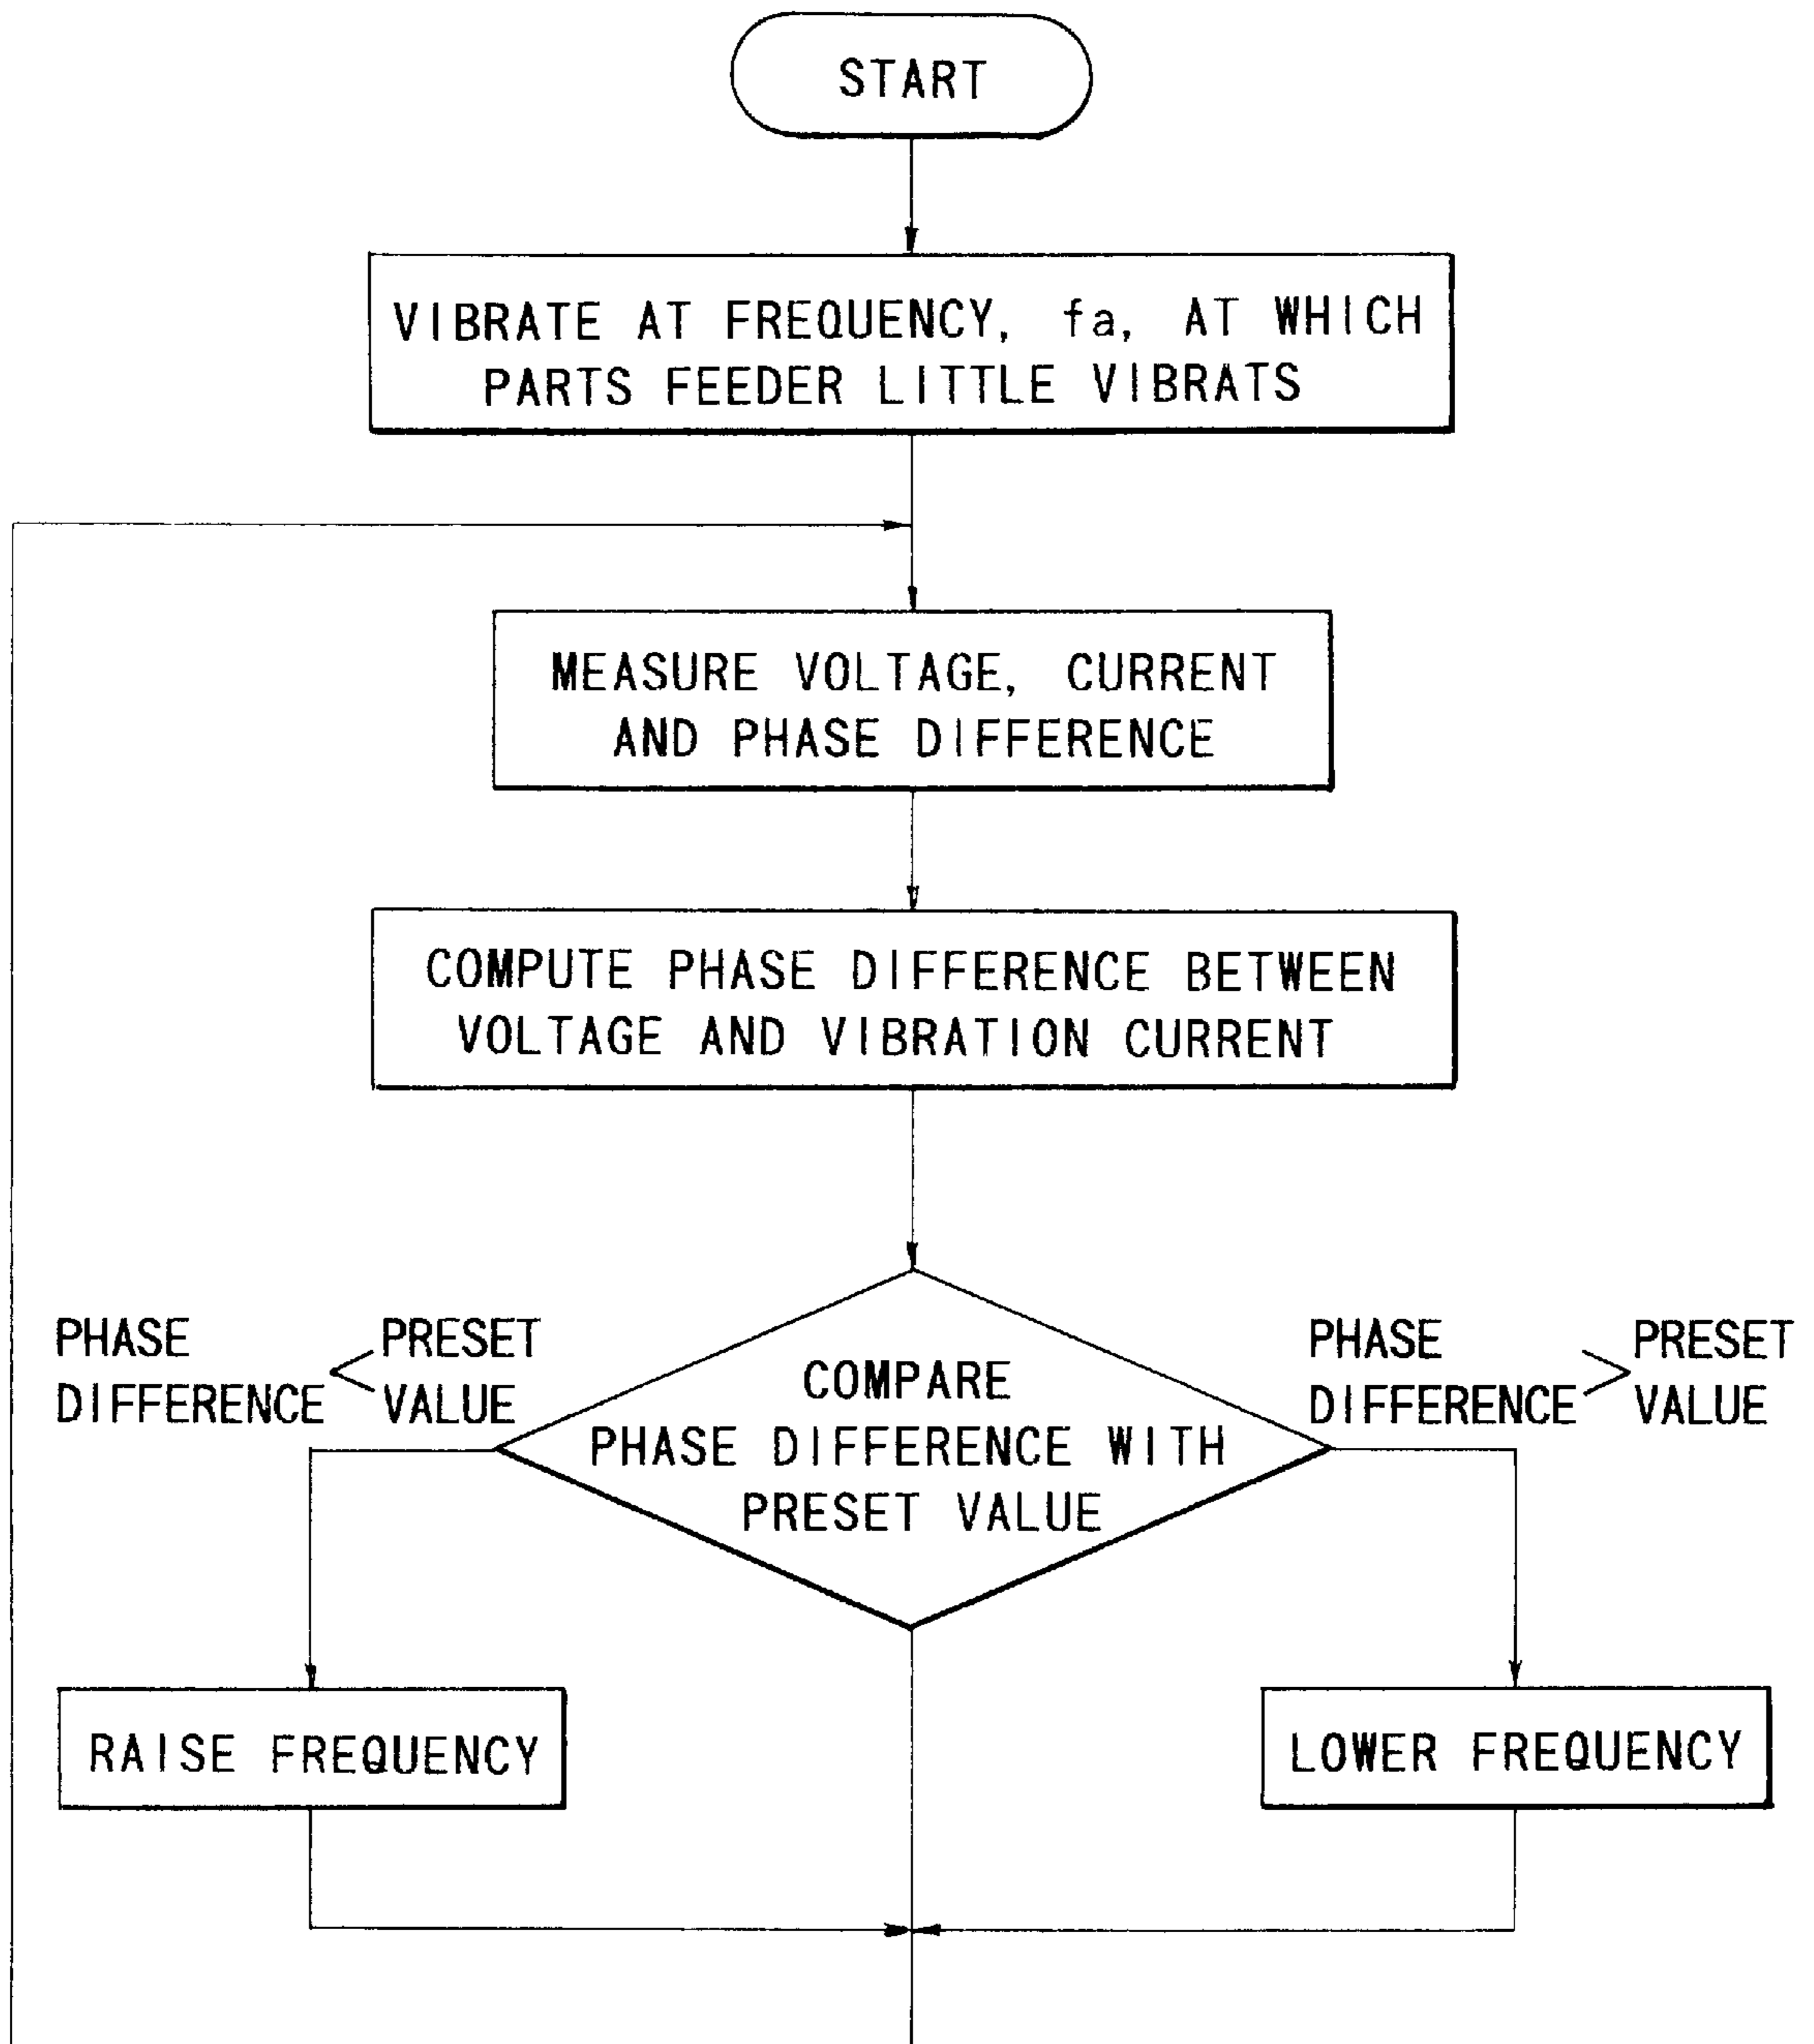 START
VIBRATE AT FREQUENCY, fa, AT WHICH
PARTS FEEDER LITTLE VIBRATS
MEASURE VOLTAGE, CURRENT
AND PHASE DIFFERENCE
COMPUTE PHASE DIFFERENCE BETWEEN
VOLTAGE AND VIBRATION CURRENT
PHASE
DIFFERENCE
<
PRESET
VALUE
COMPARE
PHASE DIFFERENCE WITH
PRESET VALUE
PHASE
DIFFERENCE
>
PRESET
VALUE
RAISE FREQUENCY
LOWER FREQUENCY